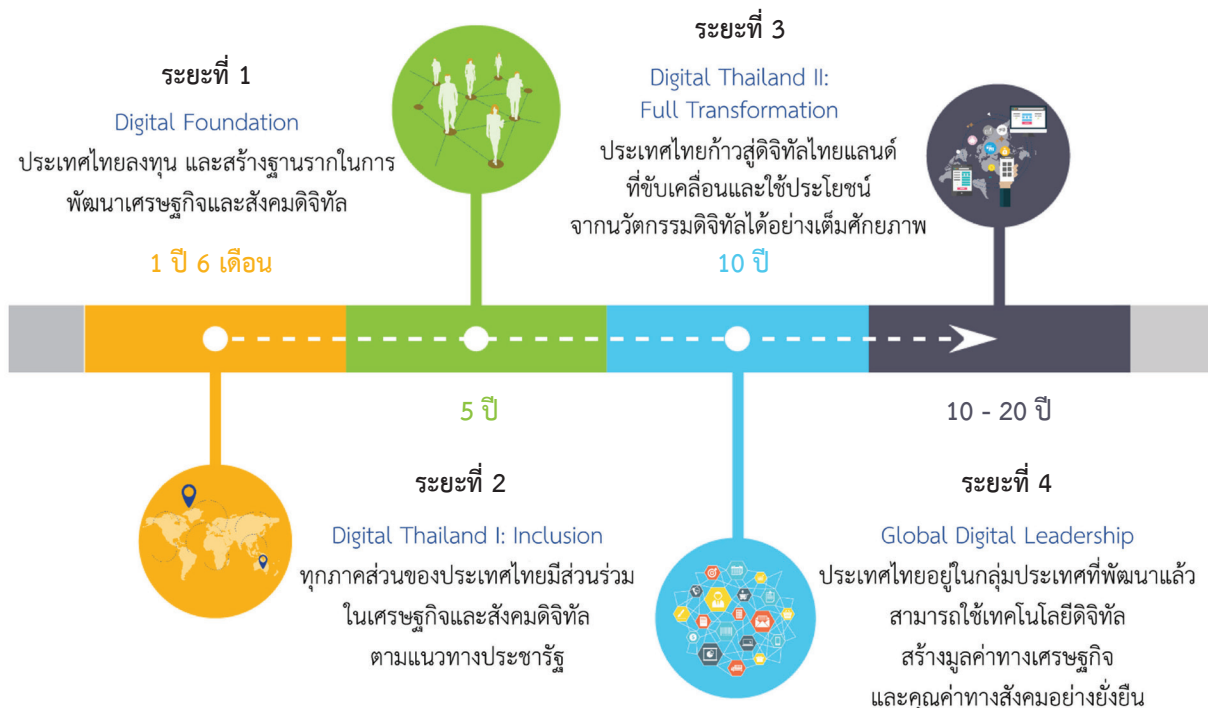 ระยะที่ 1
Digital Foundation
ประเทศไทยลงทุน และสร้างฐานรากในการ
พัฒนาเศรษฐกิจและสังคมดิจิทัล
1 ปี 6 เดือน
5 ปี
ระยะที่ 2
Digital Thailand I: Inclusion
ทุกภาคส่วนของประเทศไทยมีส่วนร่วม
ในเศรษฐกิจและสังคมดิจิทัล
ตามแนวทางประชารัฐ
ระยะที่ 3
Digital Thailand II:
Full Transformation
ประเทศไทยก้าวสู่ดิจิทัลไทยแลนด์
ที่ขับเคลื่อนและใช้ประโยชน์
จากนวัตกรรมดิจิทัลได้อย่างเต็มศักยภาพ
10 ปี
10 - 20 ปี
ระยะที่ 4
Global Digital Leadership
ประเทศไทยอยู่ในกลุ่มประเทศที่พัฒนาแล้ว
สามารถใช้เทคโนโลยีดิจิทัล
สร้างมูลค่าทางเศรษฐกิจ
และคุณค่าทางสังคมอย่างยั่งยืน